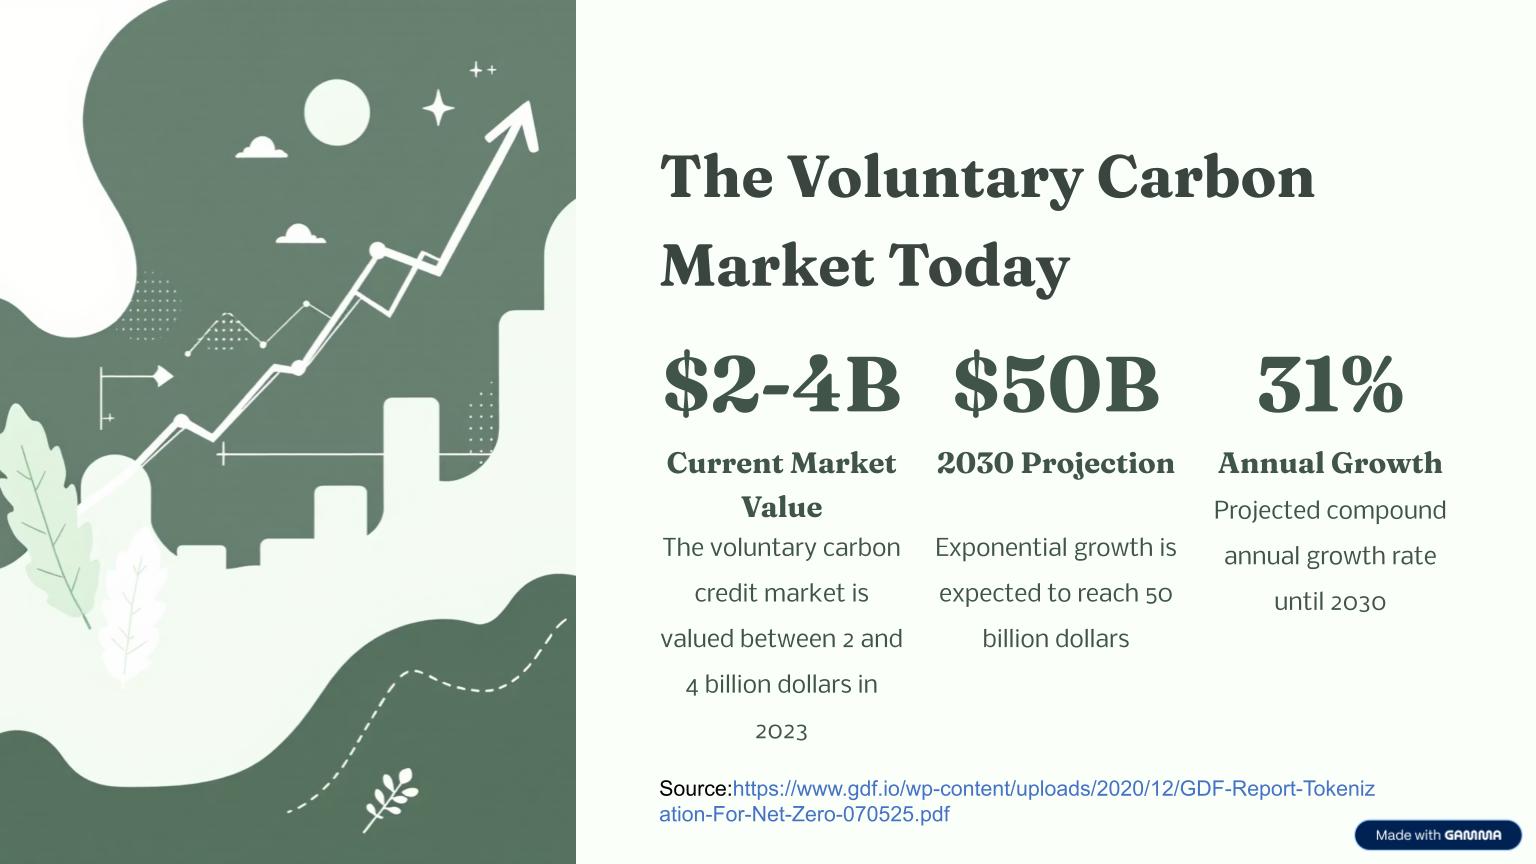 The Voluntary Carbon
Market Today
$2-4B
Current Market
Value
The voluntary carbon
credit market is
valued between 2 and
4 billion dollars in
2023
$50B
2030 Projection
Exponential growth is
expected to reach 50
billion dollars
31%
Annual Growth
Projected compound
annual growth rate
until 2030
Source:https://www.gdf.io/wp-content/uploads/2020/12/GDF-Report-Tokeniz
ation-For-Net-Zero-070525.pdf
Made with GAMMA